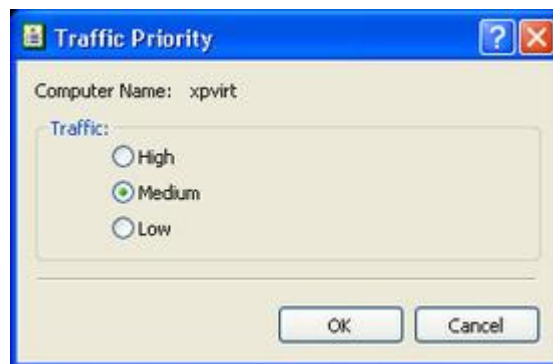 Traffic Priority
?
Computer Name: xpvirt
Traffic:
High
Medium
Low
OK Cancel